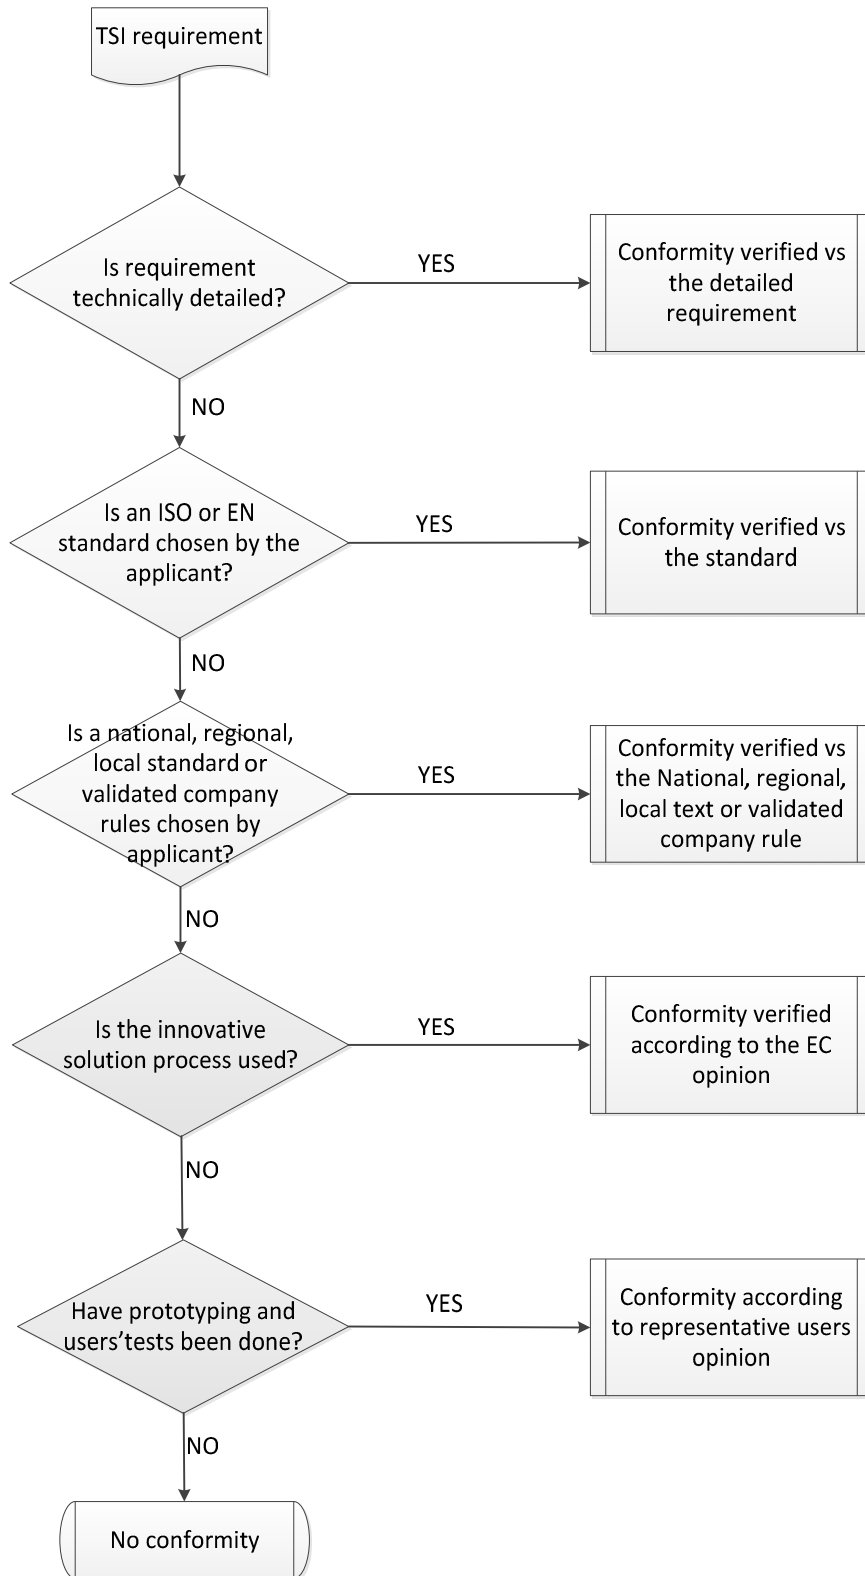 TSI requirement
Is requirement
technically detailed?
YES
Conformity verified vs
the detailed
requirement
NO
Is an ISO or EN
standard chosen by the
applicant?
YES
Conformity verified vs
the standard
NO
Is a national, regional,
local standard or
validated company
rules chosen by
applicant?
YES
Conformity verified vs
the National, regional,
local text or validated
company rule
NO
Is the innovative
solution process used?
YES
Conformity verified
according to the EC
opinion
NO
Have prototyping and
users'tests been done?
YES
Conformity according
to representative users
opinion
NO
No conformity